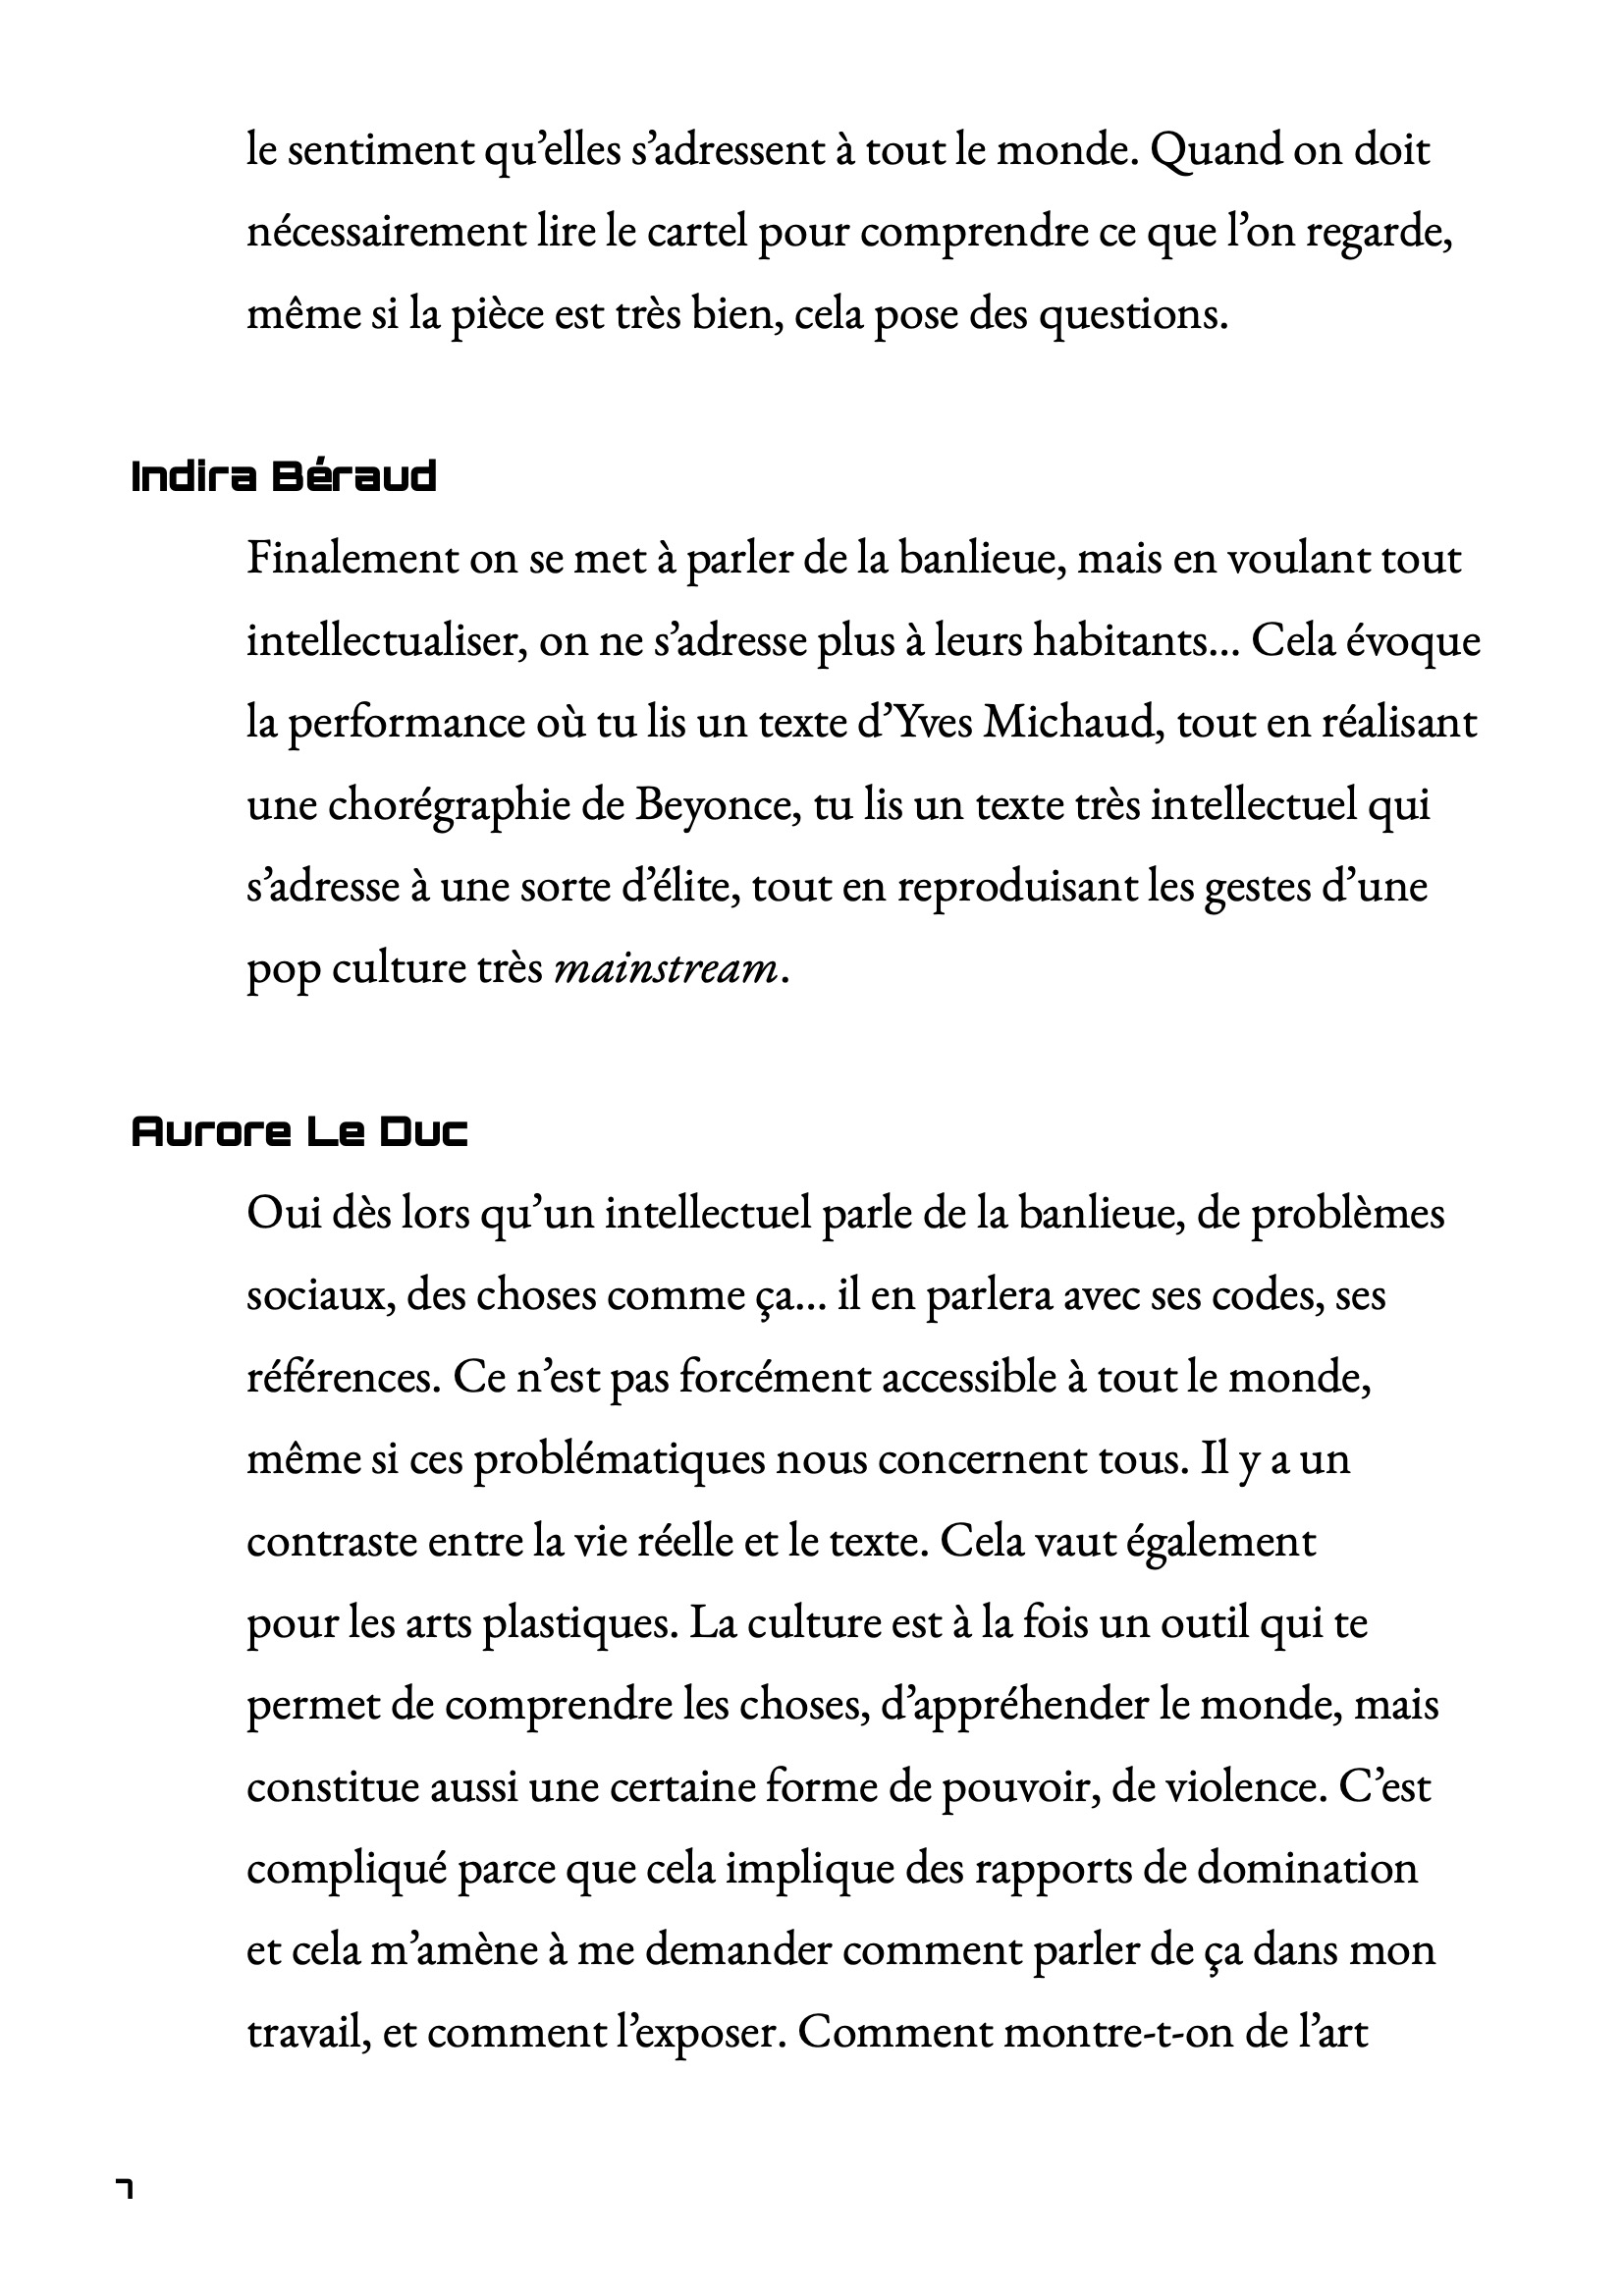 le sentiment qu’elles s’adressent à tout le monde. Quand on doit
nécessairement lire le cartel pour comprendre ce que l’on regarde,
même si la pièce est très bien, cela pose des questions.
Indira Béraud
Finalement on se met à parler de la banlieue, mais en voulant tout
intellectualiser, on ne s’adresse plus à leurs habitants... Cela évoque
la performance où tu lis un texte d’Yves Michaud, tout en réalisant
une chorégraphie de Beyonce, tu lis un texte très intellectuel qui
s’adresse à une sorte d’élite, tout en reproduisant les gestes d’une
pop culture très mainstream.
Aurore Le Duc
Oui dès lors qu’un intellectuel parle de la banlieue, de problèmes
sociaux, des choses comme ça... il en parlera avec ses codes, ses
références. Ce n’est pas forcément accessible à tout le monde,
même si ces problématiques nous concernent tous. Il y a un
contraste entre la vie réelle et le texte. Cela vaut également
pour les arts plastiques. La culture est à la fois un outil qui te
permet de comprendre les choses, d’appréhender le monde, mais
constitue aussi une certaine forme de pouvoir, de violence. C’est
compliqué parce que cela implique des rapports de domination
et cela m’amène à me demander comment parler de ça dans mon
travail, et comment l’exposer. Comment montre-t-on de l’art
7